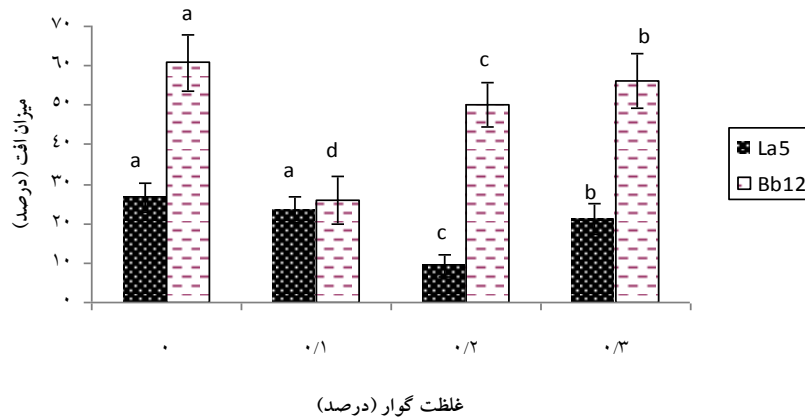 میزان افت (درصد)
۷۰
۶۰
۵۰
۴۰
۳۰
۲۰
۱۰
۰
a
a
a
d
c
c
b
b
La5
Bb12
۰
۰/۱
۰/۲
۰/۳
غلظت گوار (درصد)